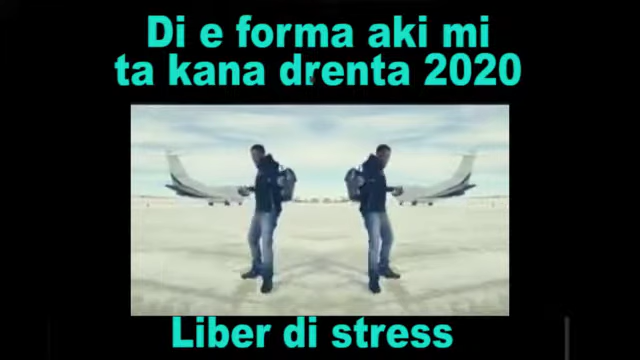 Di e forma aki mi
ta kana drenta 2020
Liber di stress